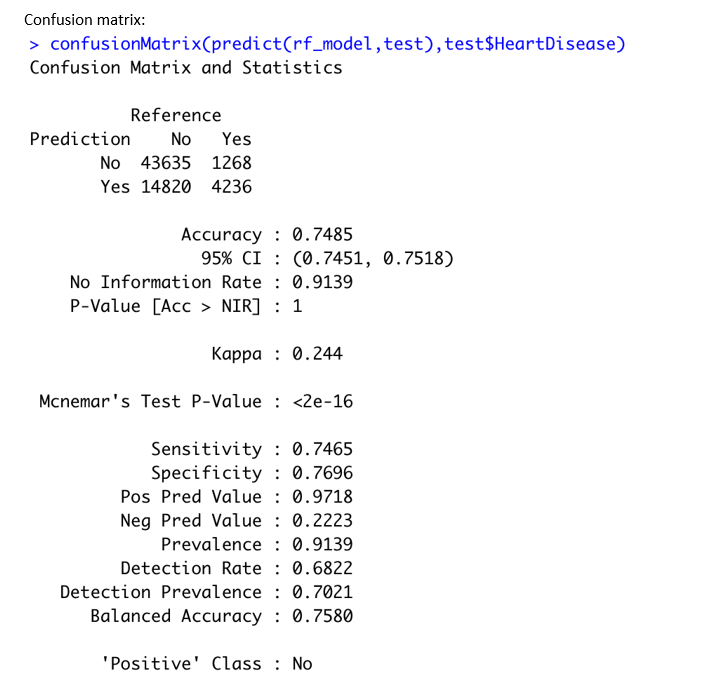 Confusion matrix:
> confusionMatrix(predict(rf_model,test),test$HeartDisease)
Confusion Matrix and Statistics
Reference
Prediction No Yes
No 43635 1268
Yes 14820 4236
Accuracy : 0.7485
95% CI : (0.7451, 0.7518)
No Information Rate : 0.9139
P-Value [Acc > NIR] : 1
Kappa : 0.244
Mcnemar's Test P-Value : <2e-16
Sensitivity : 0.7465
Specificity : 0.7696
Pos Pred Value : 0.9718
Neg Pred Value : 0.2223
Prevalence : 0.9139
Detection Rate : 0.6822
Detection Prevalence : 0.7021
Balanced Accuracy : 0.7580
'Positive' Class : No